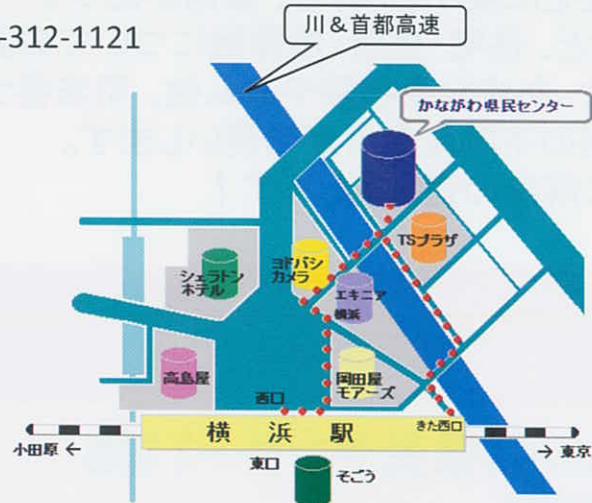 -312-1121
川＆首都高速
かながわ県民センター
TSプラザ
ヨドバシ
カメラ
シェラトン
ホテル
エキニア
横浜
高島屋
岡田屋
モアーズ
西口
きた西口
横浜駅
小田原 ←
→ 東京
東口
そごう